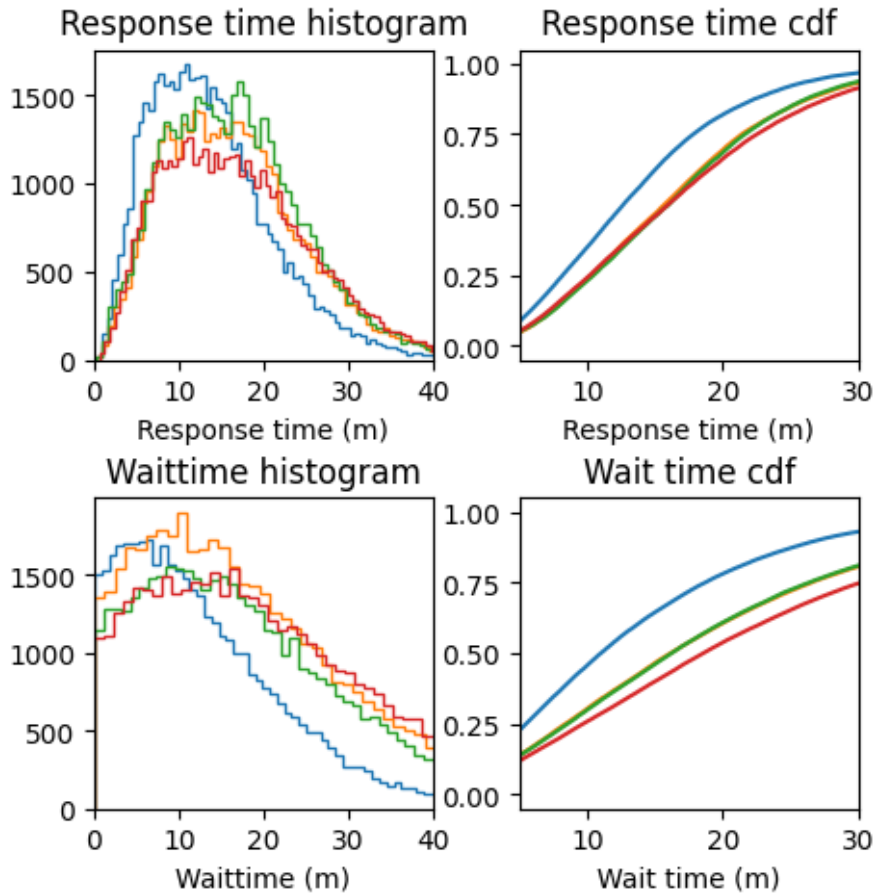 Response time histogram
Response time cdf
1500
1000
500
0
0 10 20 30 40
Response time (m)
1.00
0.75
0.50
0.25
0.00
10 20 30
Response time (m)
Waittime histogram
Wait time cdf
1500
1000
500
0
0 10 20 30 40
Waittime (m)
1.00
0.75
0.50
0.25
0.00
10 20 30
Wait time (m)